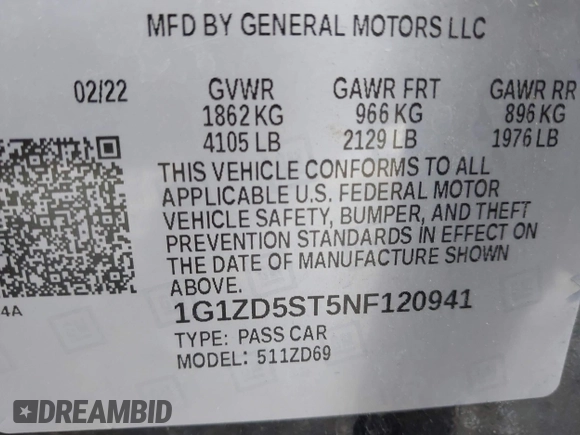 MFD BY GENERAL MOTORS LLC
02/22 GVWR GAWR FRT GAWR RR
1862 KG 966 KG 896 KG
4105 LB 2129 LB 1976 LB
THIS VEHICLE CONFORMS TO ALL
APPLICABLE U.S. FEDERAL MOTOR
VEHICLE SAFETY, BUMPER, AND THEFT
PREVENTION STANDARDS IN EFFECT ON
THE DATE OF MANUFACTURE SHOWN
ABOVE.
4A
1G1ZD5ST5NF120941
TYPE: PASS CAR
MODEL: 511ZD69
DREAMBID